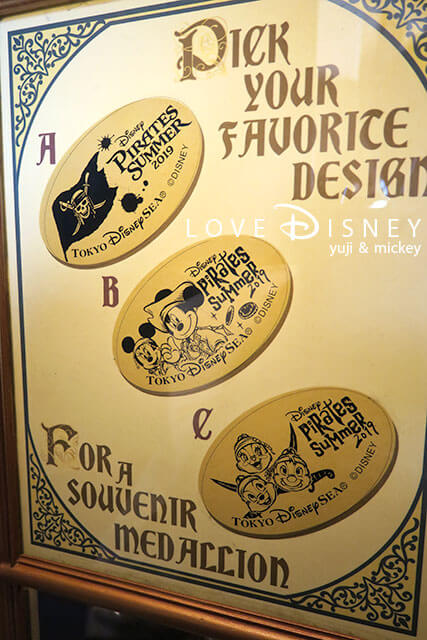 PICK
YOUR
FAVORITE
DESIGN
A
Disney
PIRATES
SUMMER
2019
©DISNEY
TOKYO DISNEYSEA®
LOVE DISNEY
yuji & mickey
B
Disney
PIRATES
SUMMER
2019
©DISNEY
TOKYO DISNEYSEA®
C
Disney
PIRATES
SUMMER
2019
©DISNEY
TOKYO DISNEYSEA®
FOR A
SOUVENIR
MEDALLION